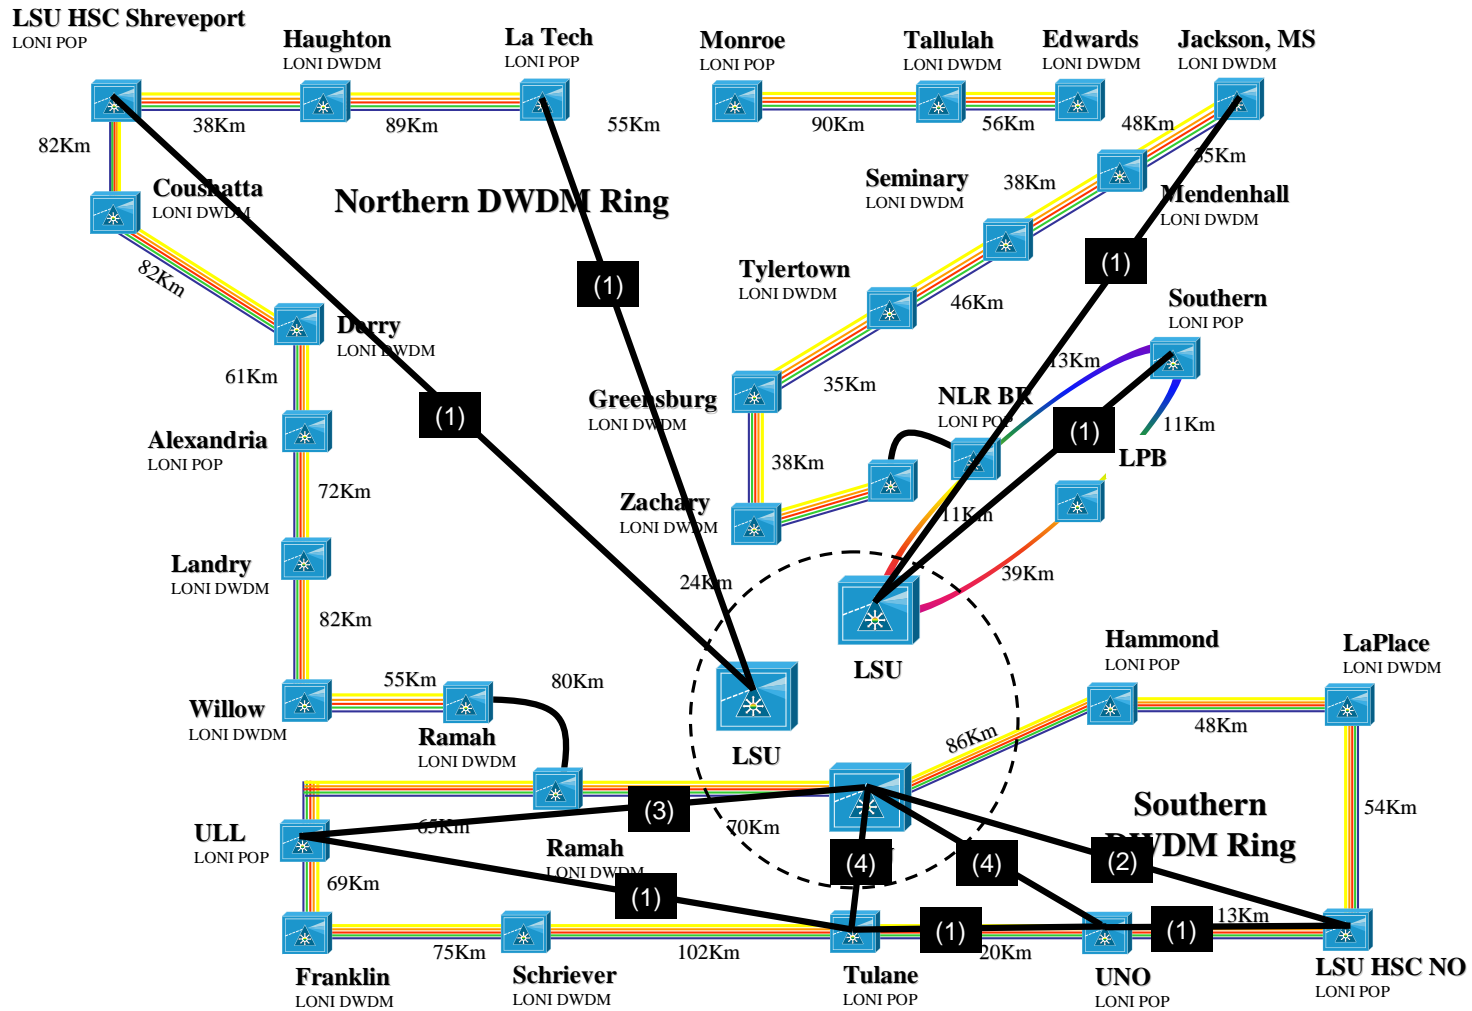 LSU HSC Shreveport
LONI POP
Haughton
LONI DWDM
La Tech
LONI POP
Monroe
LONI POP
Tallulah
LONI DWDM
Edwards
LONI DWDM
Jackson, MS
LONI DWDM
38Km
89Km
55Km
90Km
56Km
48Km
82Km
35Km
Coushatta
LONI DWDM
Northern DWDM Ring
Seminary
LONI DWDM
38Km
Mendenhall
LONI DWDM
82Km
(1)
(1)
Tylertown
LONI DWDM
46Km
Southern
LONI POP
Derry
LONI DWDM
13Km
61Km
35Km
Greensburg
LONI DWDM
NLR BR
LONI POP
(1)
(1)
11Km
Alexandria
LONI POP
38Km
LPB
72Km
Zachary
LONI DWDM
11Km
Landry
LONI DWDM
24Km
39Km
82Km
LSU
Hammond
LONI POP
LaPlace
LONI DWDM
55Km
80Km
Willow
LONI DWDM
Ramah
LONI DWDM
LSU
86Km
48Km
(3)
65Km
70Km
Southern
DWDM Ring
54Km
ULL
LONI POP
Ramah
LONI DWDM
(4)
(4)
(2)
69Km
(1)
(1)
(1)
13Km
75Km
102Km
20Km
Franklin
LONI DWDM
Schriever
LONI DWDM
Tulane
LONI POP
UNO
LONI POP
LSU HSC NO
LONI POP